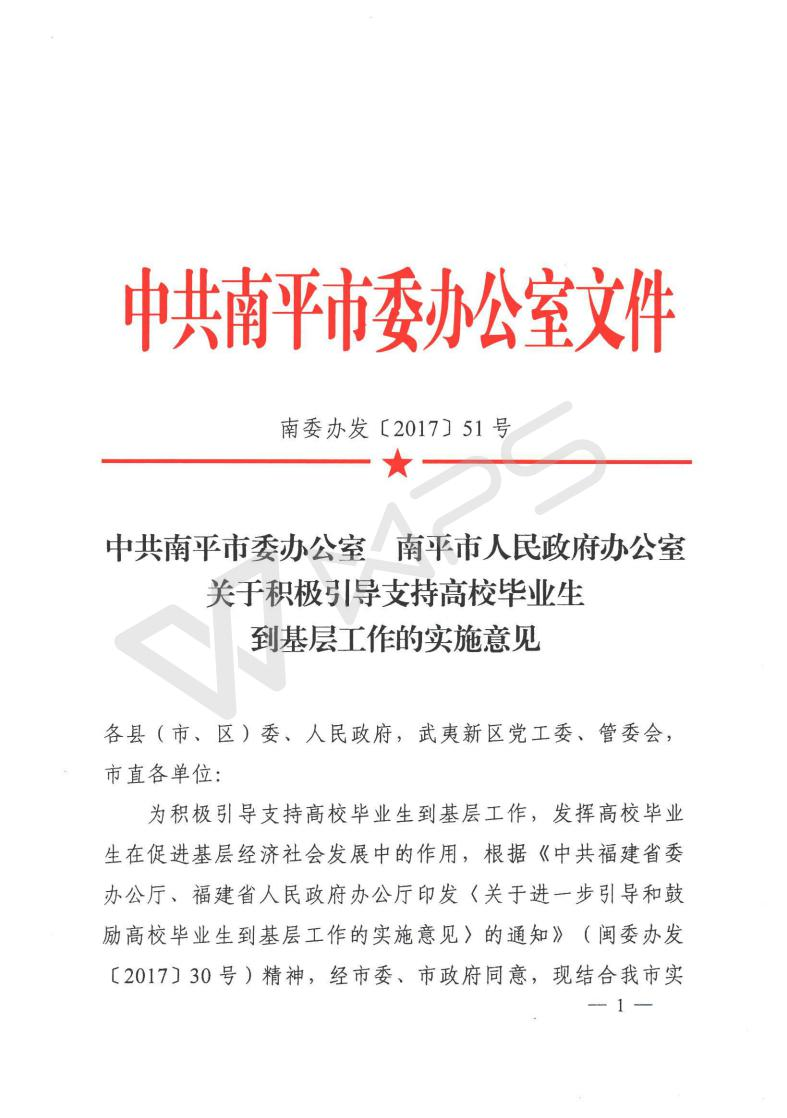 中共南平市委办公室文件
南委办发〔2017〕51号
WPS
中共南平市委办公室　南平市人民政府办公室
关于积极引导支持高校毕业生
到基层工作的实施意见
各县（市、区）委、人民政府，武夷新区党工委、管委会，
市直各单位：
为积极引导支持高校毕业生到基层工作，发挥高校毕业
生在促进基层经济社会发展中的作用，根据《中共福建省委
办公厅、福建省人民政府办公厅印发〈关于进一步引导和鼓
励高校毕业生到基层工作的实施意见〉的通知》（闽委办发
〔2017〕30号）精神，经市委、市政府同意，现结合我市实
— 1 —